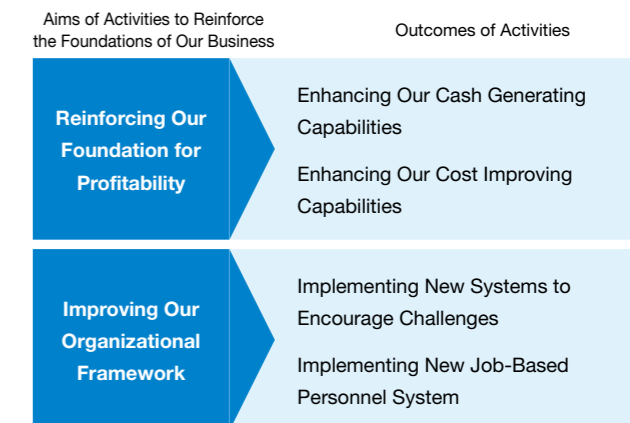 Aims of Activities to Reinforce
the Foundations of Our Business
Outcomes of Activities
Reinforcing Our
Foundation for
Profitability
Enhancing Our Cash Generating
Capabilities
Enhancing Our Cost Improving
Capabilities
Improving Our
Organizational
Framework
Implementing New Systems to
Encourage Challenges
Implementing New Job-Based
Personnel System